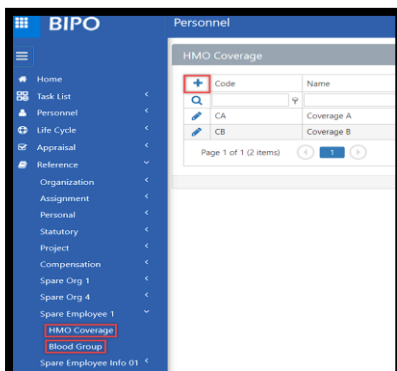 BIPO
Personnel
Home
Task List
Personnel
Life Cycle
Appraisal
Reference
Organization
Assignment
Personal
Statutory
Project
Compensation
Spare Org 1
Spare Org 4
Spare Employee 1
HMO Coverage
Blood Group
Spare Employee Info 01
HMO Coverage
Code Name
CA Coverage A
CB Coverage B
Page 1 of 1 (2 items) 1